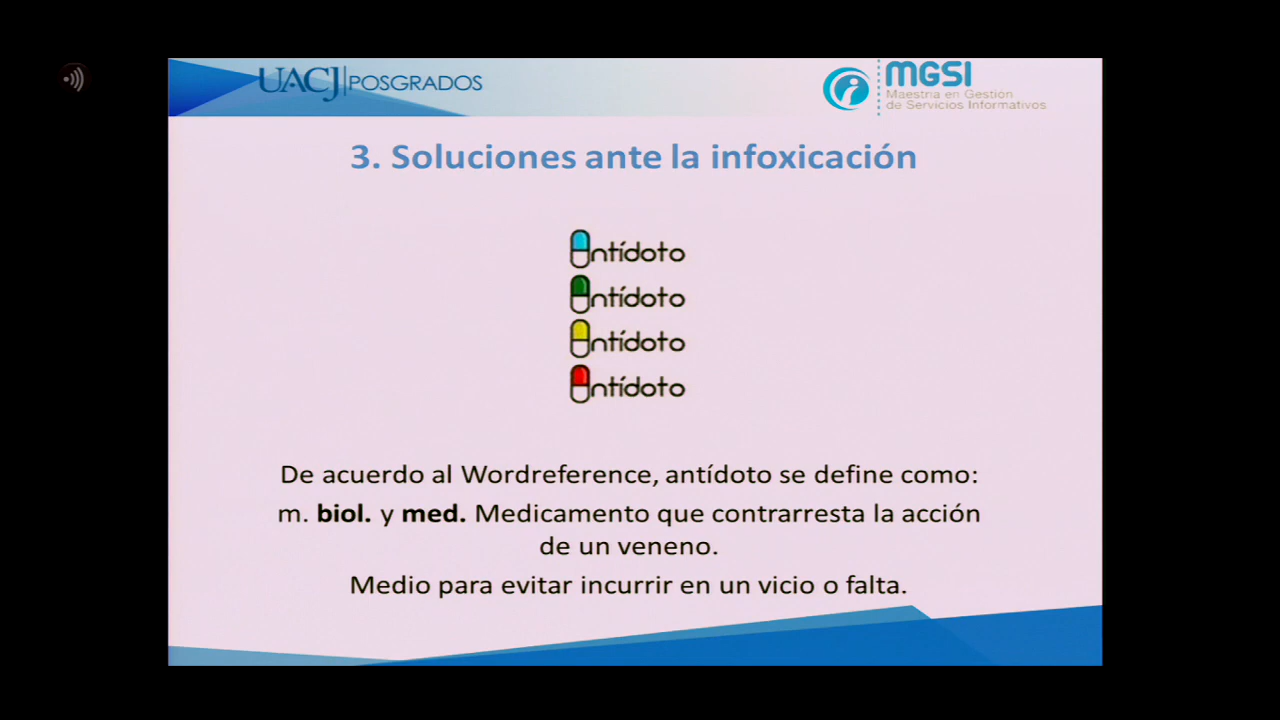 UACJ POSGRADOS
MGSI
Maestría en Gestión
de Servicios Informativos
3. Soluciones ante la infoxicación
Antídoto
Antídoto
Antídoto
Antídoto
De acuerdo al Wordreference, antídoto se define como:
m. biol. y med. Medicamento que contrarresta la acción
de un veneno.
Medio para evitar incurrir en un vicio o falta.